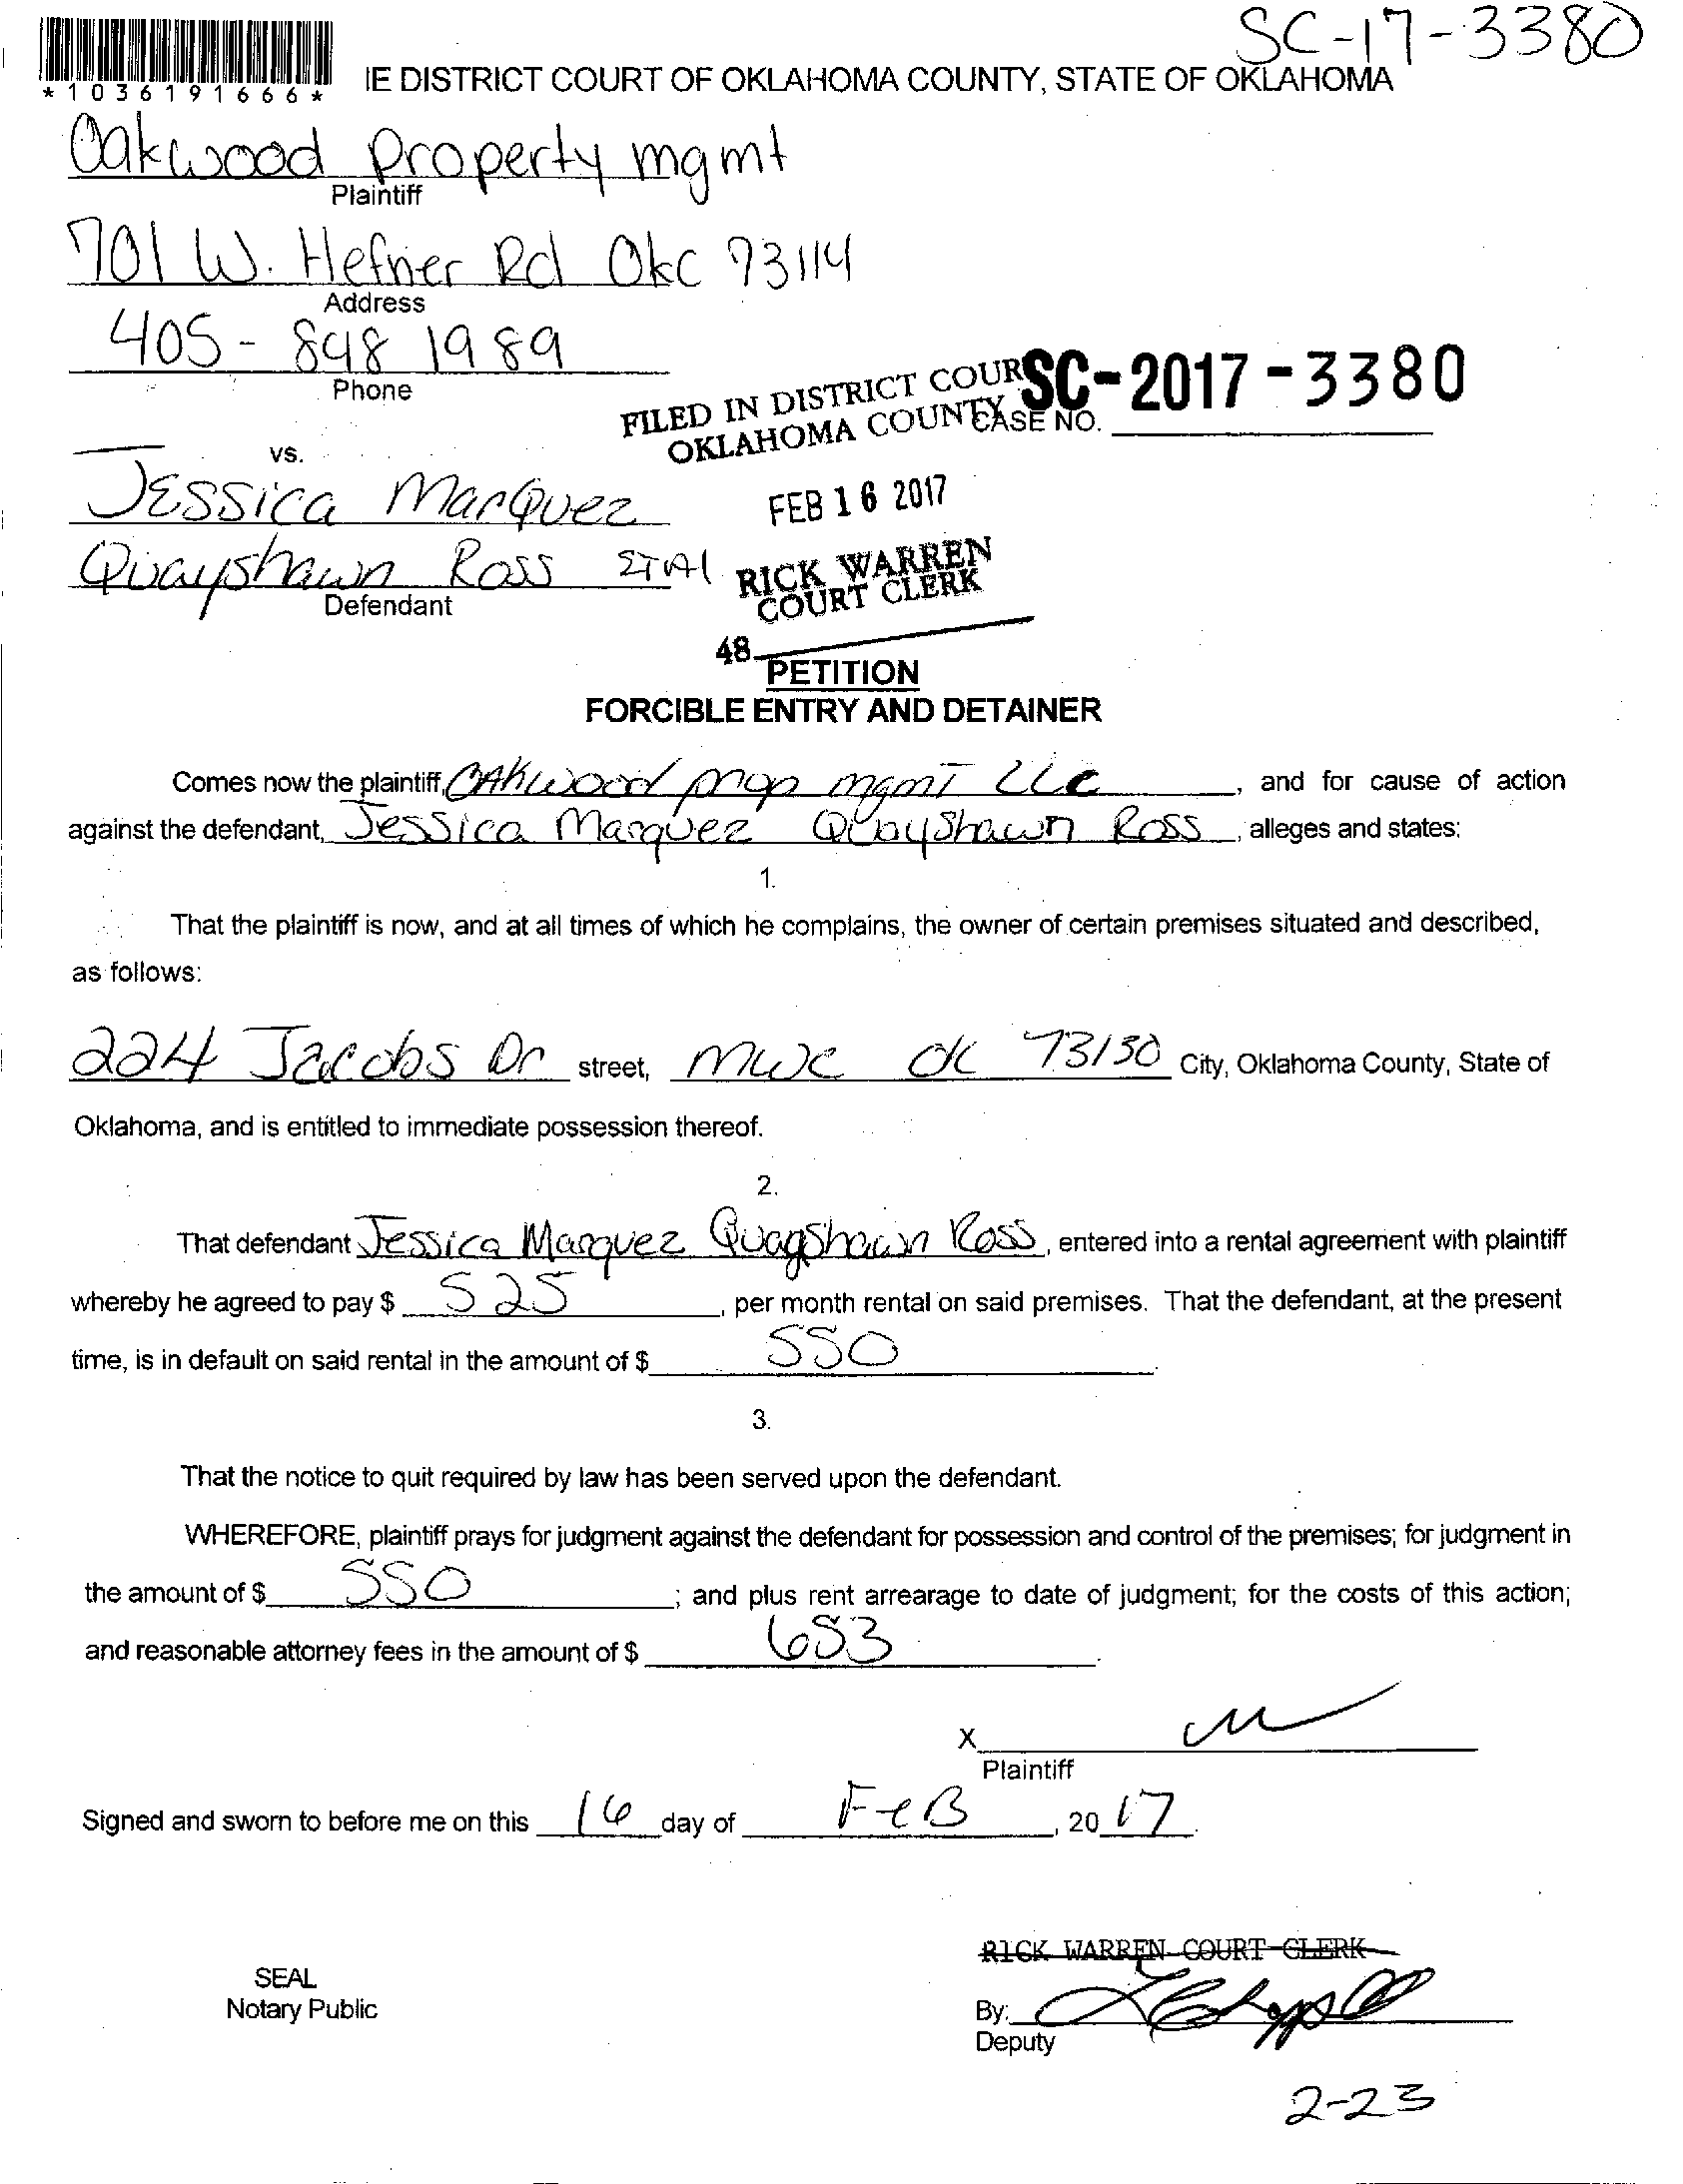 SC-17-3380
*1036191666*
IE DISTRICT COURT OF OKLAHOMA COUNTY, STATE OF OKLAHOMA
Oakwood Property mgmt
Plaintiff
701 W. Hefner Rd Okc 73114
Address
405-848 1989
Phone
FILED IN DISTRICT COUR
OKLAHOMA COUNTY
SC-2017-3380
CASE NO.
vs.
JESSICA MarQuez
FEB 16 2017
Quayshawn Ross ETAl
RICK WARREN
COURT CLERK
Defendant
48
PETITION
FORCIBLE ENTRY AND DETAINER
Comes now the plaintiff, OAkwood prop mgmT LLC, and for cause of action
against the defendant, Jessica Marquez Quayshawn Ross, alleges and states:
1.
That the plaintiff is now, and at all times of which he complains, the owner of certain premises situated and described,
as follows:
224 Jacobs Dr street, MWC OK 73130 City, Oklahoma County, State of
Oklahoma, and is entitled to immediate possession thereof.
2.
That defendant Jessica Marquez Quayshawn Ross, entered into a rental agreement with plaintiff
whereby he agreed to pay $ 525, per month rental on said premises. That the defendant, at the present
time, is in default on said rental in the amount of $ 550.
3.
That the notice to quit required by law has been served upon the defendant.
WHEREFORE, plaintiff prays for judgment against the defendant for possession and control of the premises; for judgment in
the amount of $ 550; and plus rent arrearage to date of judgment; for the costs of this action;
and reasonable attorney fees in the amount of $ 653.
X
Plaintiff
Signed and sworn to before me on this 16 day of FeB, 20 17.
RICK WARREN COURT CLERK
SEAL
Notary Public
By:
Deputy
2-23